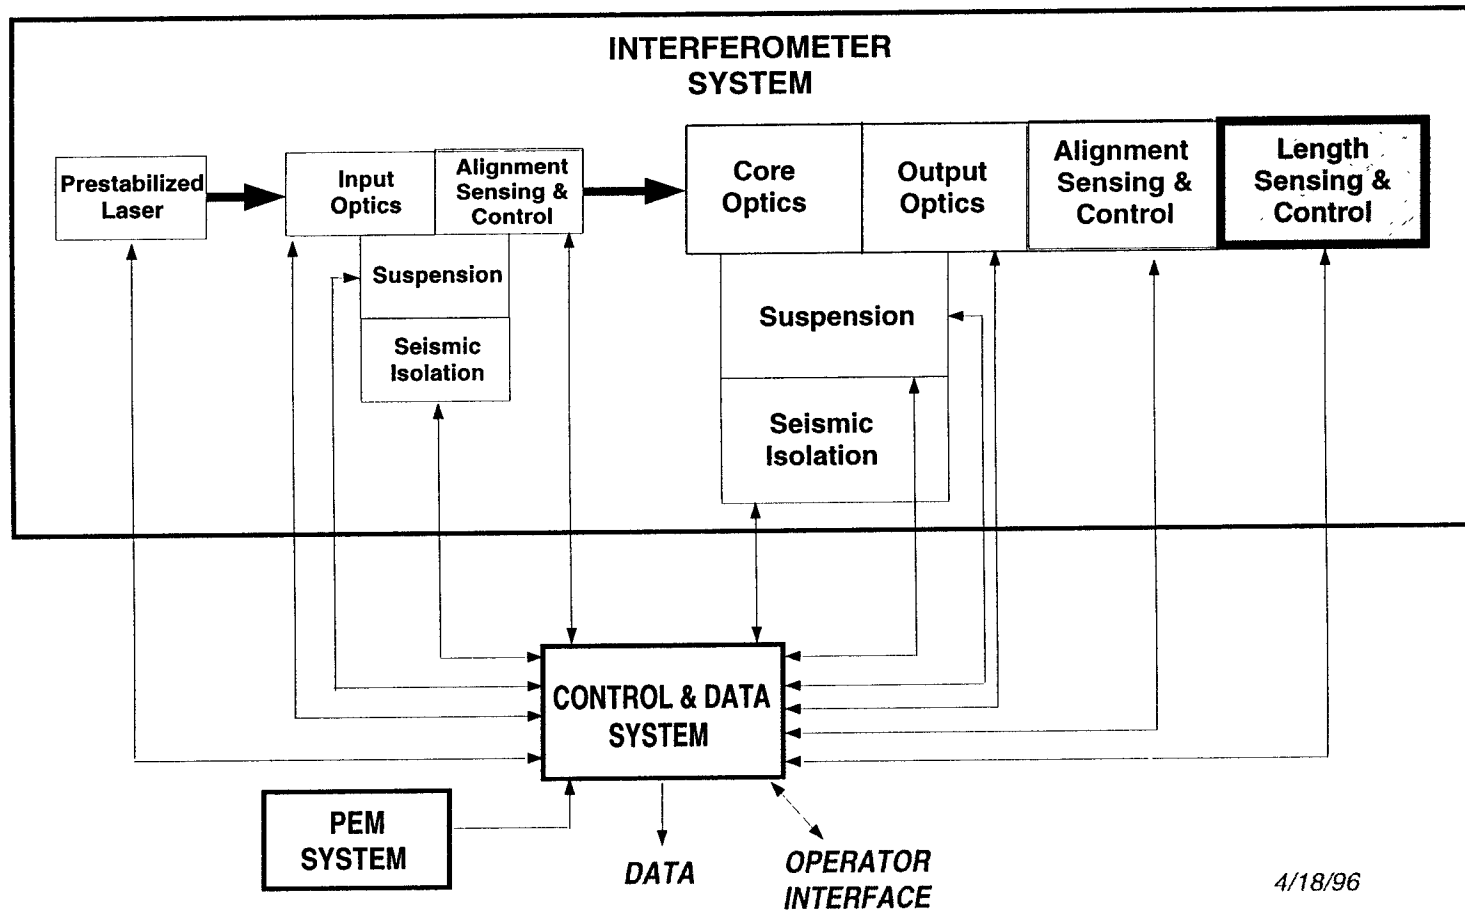 INTERFEROMETER
SYSTEM
Prestabilized
Laser
Input
Optics
Alignment
Sensing &
Control
Suspension
Seismic
Isolation
Core
Optics
Output
Optics
Alignment
Sensing &
Control
Length
Sensing &
Control
Suspension
Seismic
Isolation
CONTROL & DATA
SYSTEM
PEM
SYSTEM
DATA
OPERATOR
INTERFACE
4/18/96